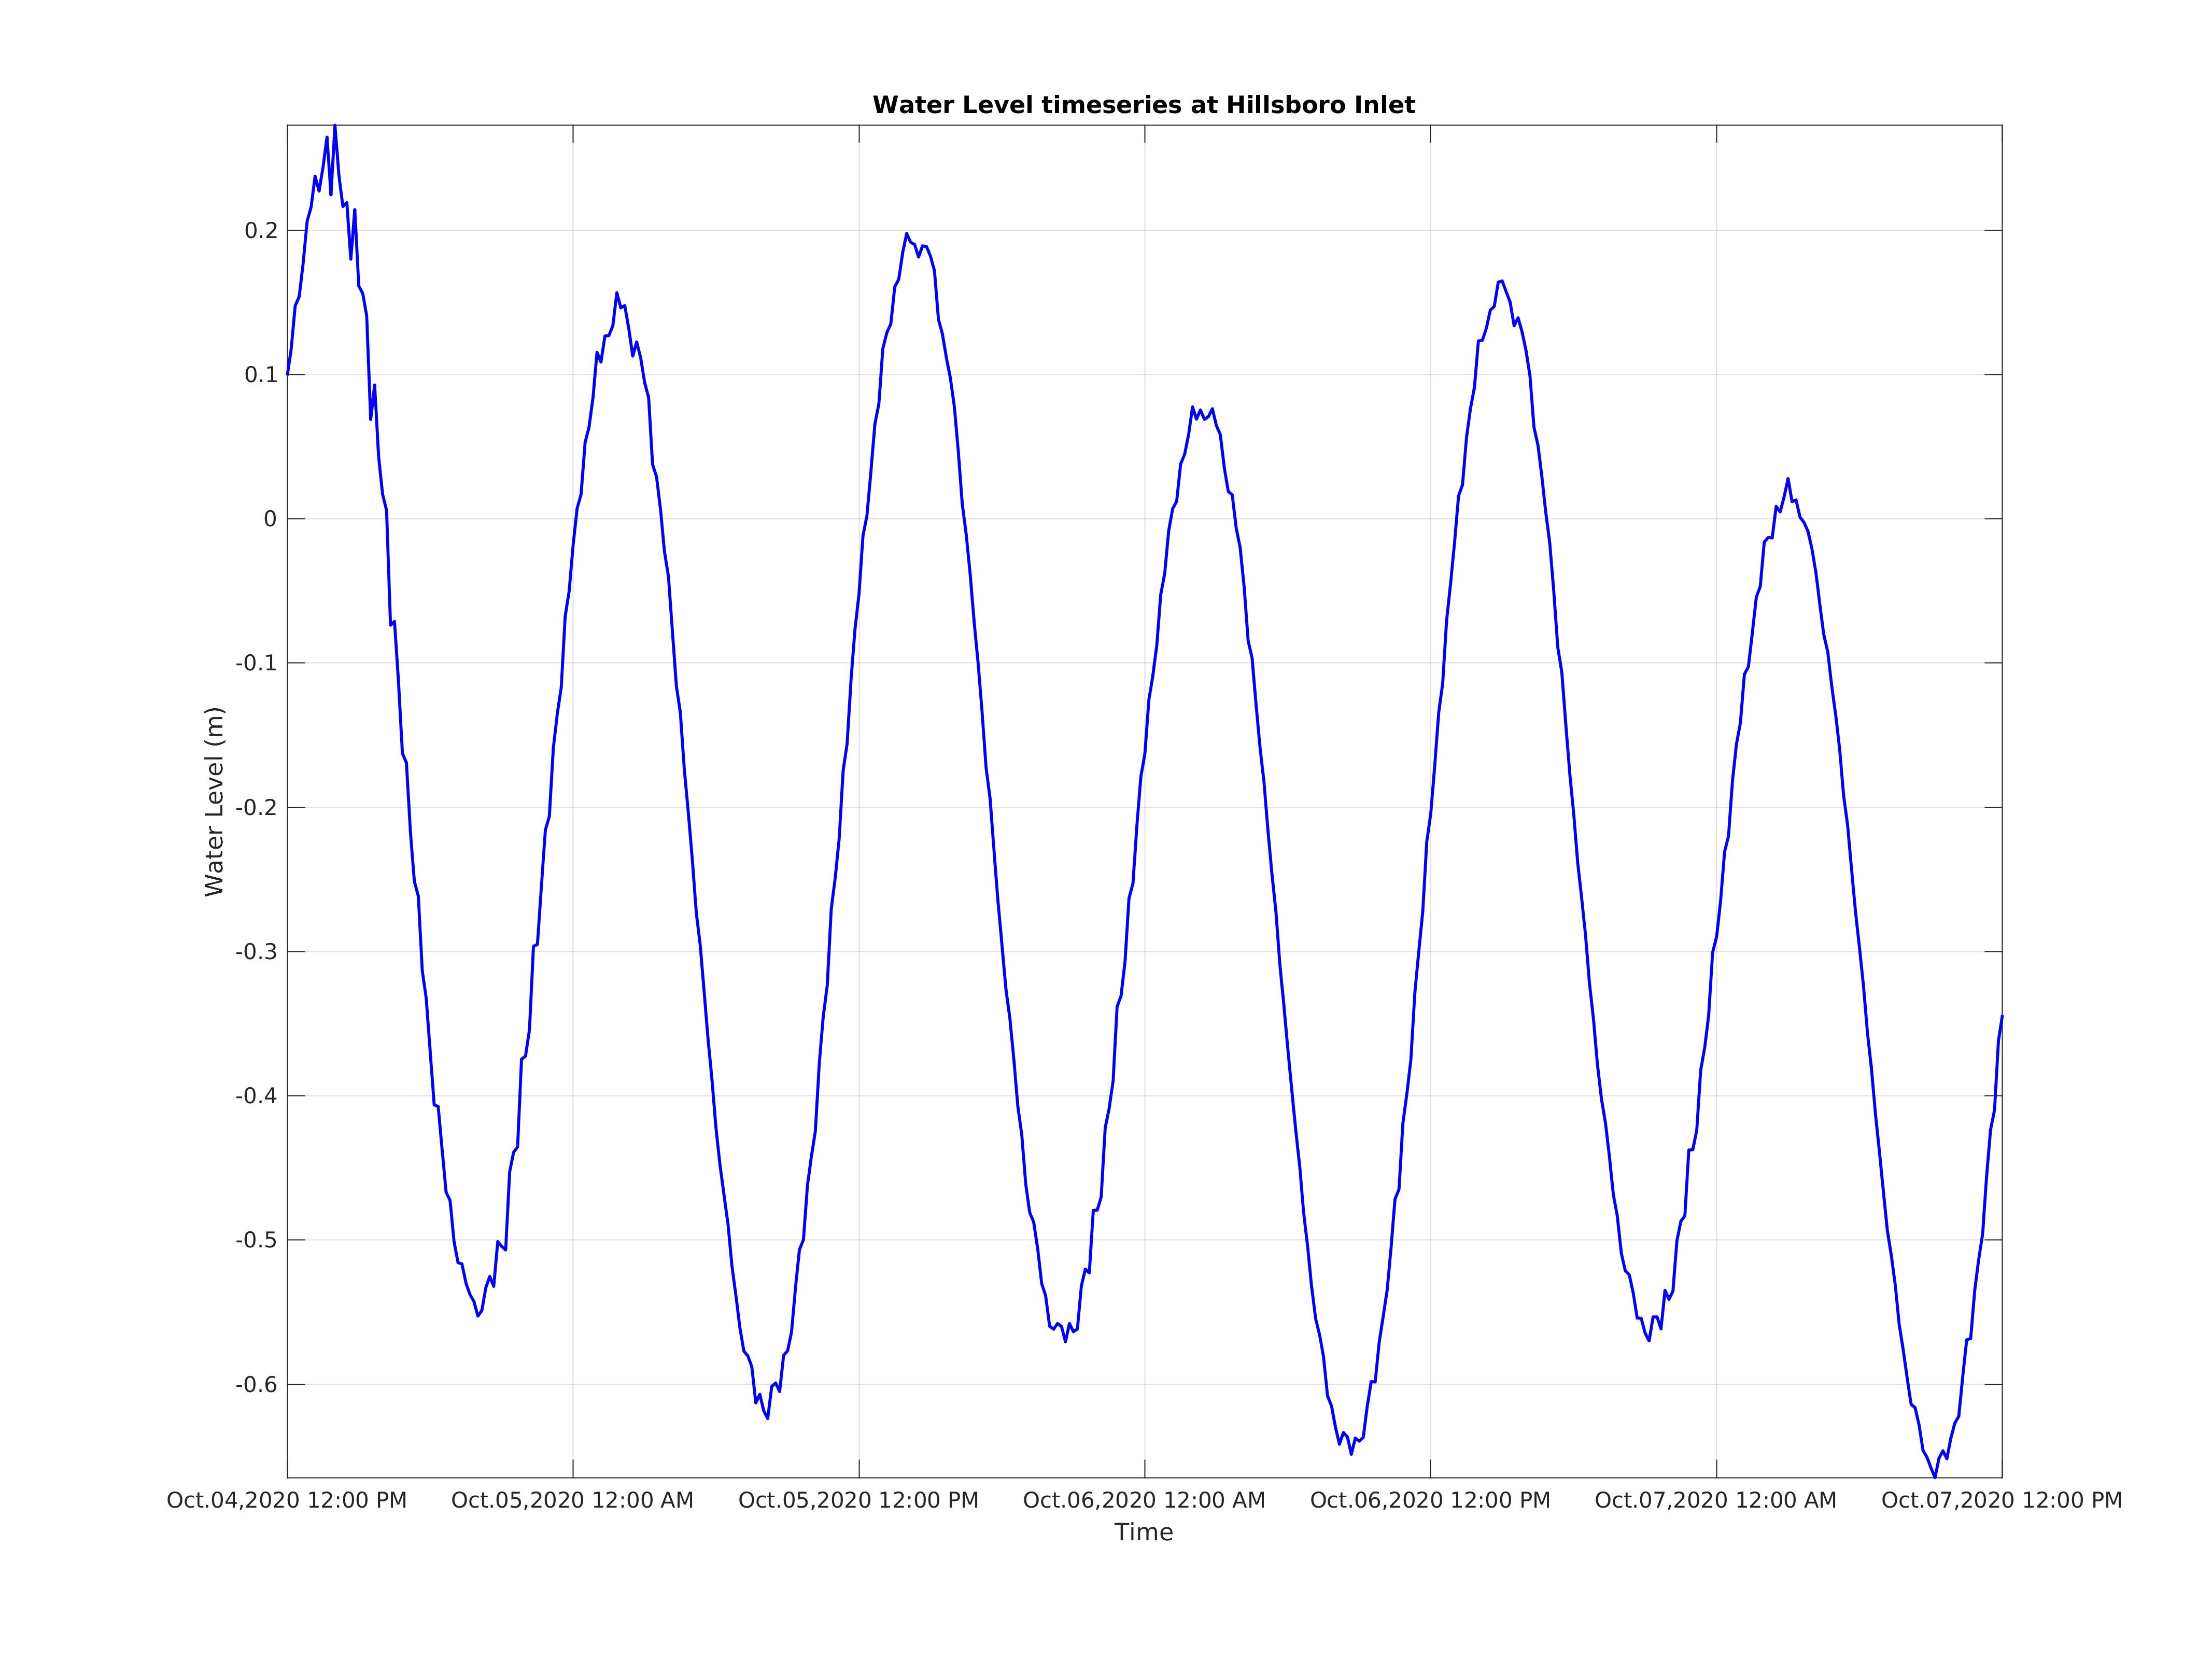 Water Level timeseries at Hillsboro Inlet
0.2
0.1
0
-0.1
-0.2
-0.3
-0.4
-0.5
-0.6
Water Level (m)
Oct.04,2020 12:00 PM
Oct.05,2020 12:00 AM
Oct.05,2020 12:00 PM
Oct.06,2020 12:00 AM
Oct.06,2020 12:00 PM
Oct.07,2020 12:00 AM
Oct.07,2020 12:00 PM
Time